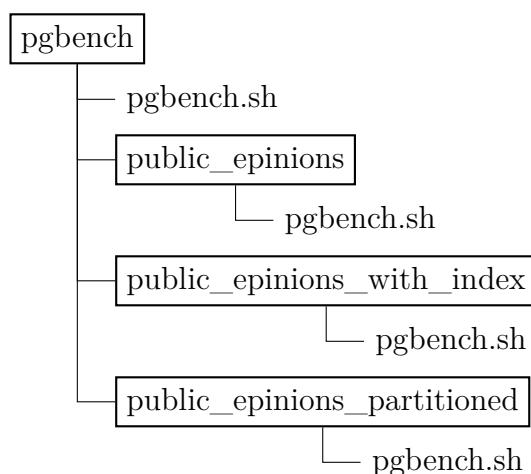 pgbench
pgbench.sh
public_epinions
pgbench.sh
public_epinions_with_index
pgbench.sh
public_epinions_partitioned
pgbench.sh